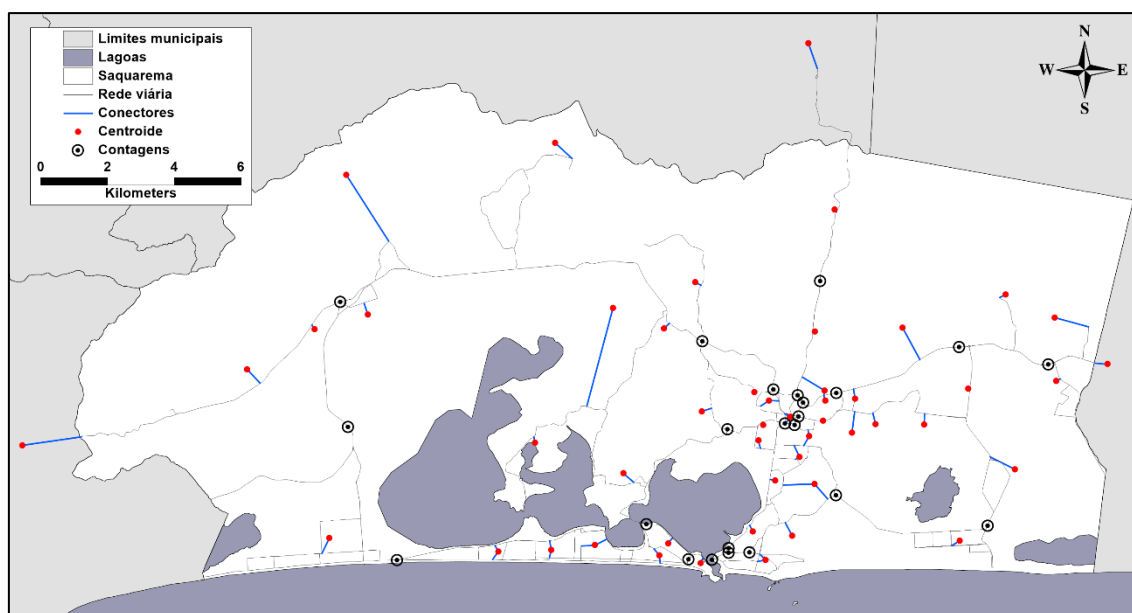 Limites municipais
Lagoas
Saquarema
Rede viária
Conectores
Centroide
Contagens
0 2 4 6
Kilometers
N
W E
S